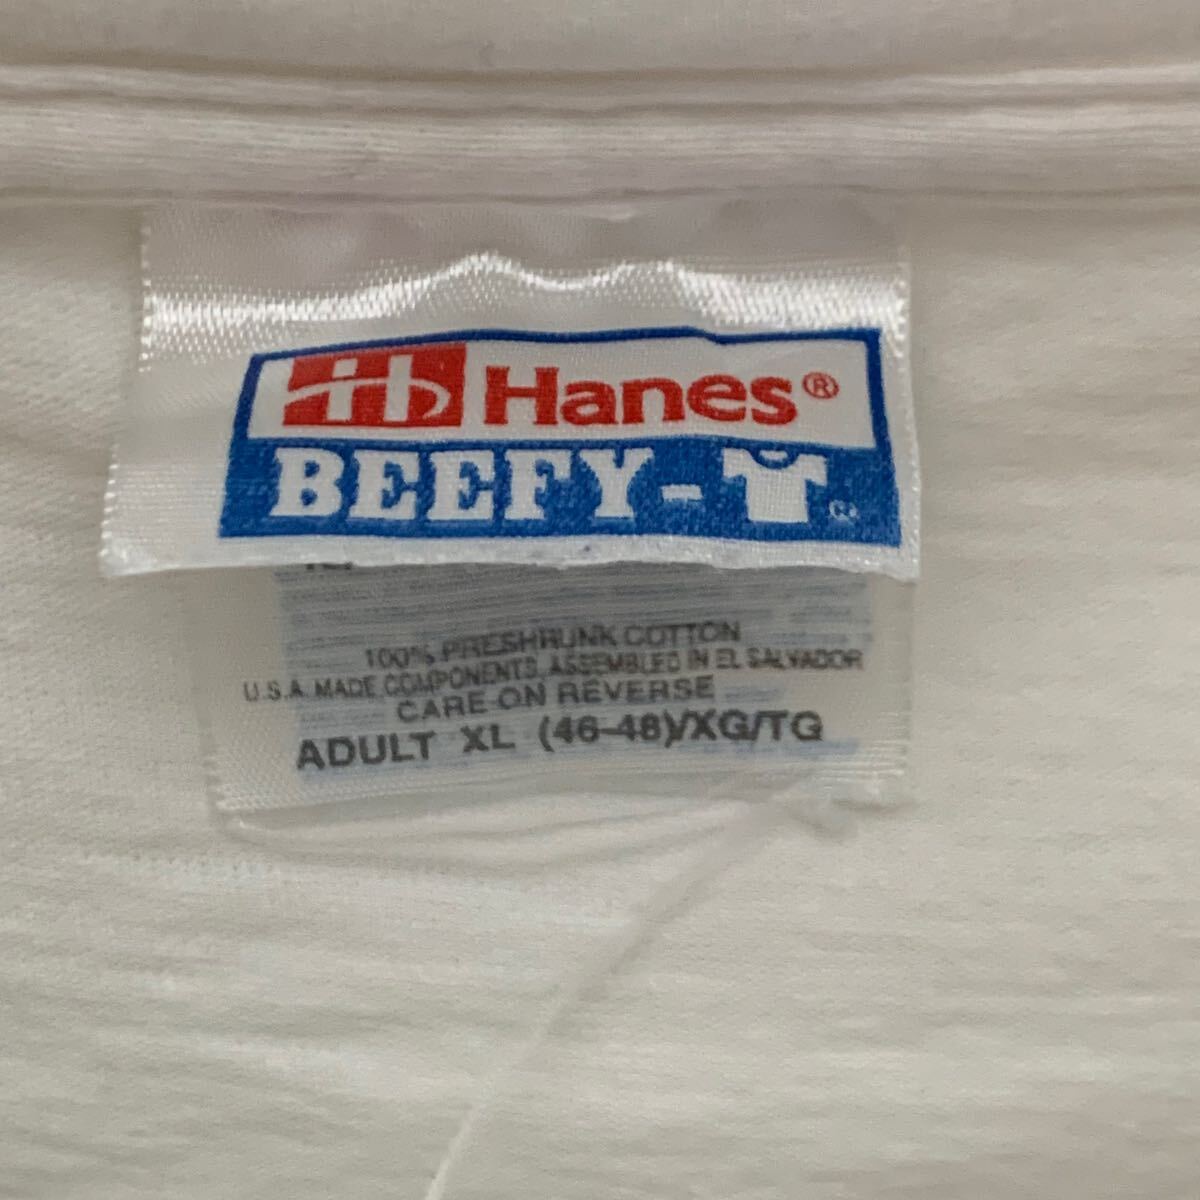 Hanes®
BEEFY-
100% PRESHRUNK COTTON
U.S.A. MADE COMPONENTS, ASSEMBLED IN EL SALVADOR
CARE ON REVERSE
ADULT XL (46-48)/XG/TG